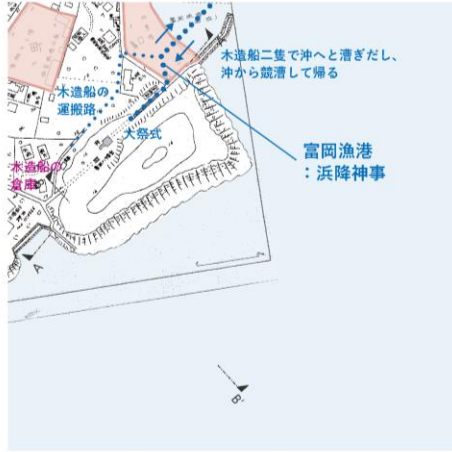 木造船二隻で沖へと漕ぎだし、
沖から競漕して帰る
木造船の
運搬路
大祭式
富岡漁港
：浜降神事
木造船の
倉庫
A
B'